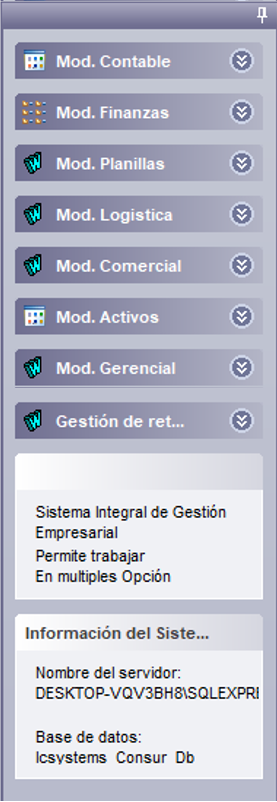 Mod. Contable
Mod. Finanzas
Mod. Planillas
Mod. Logistica
Mod. Comercial
Mod. Activos
Mod. Gerencial
Gestión de ret...
Sistema Integral de Gestión
Empresarial
Permite trabajar
En multiples Opción
Información del Siste...
Nombre del servidor:
DESKTOP-VQV3BH8\SQLEXPRE
Base de datos:
Icsystems_Consur_Db